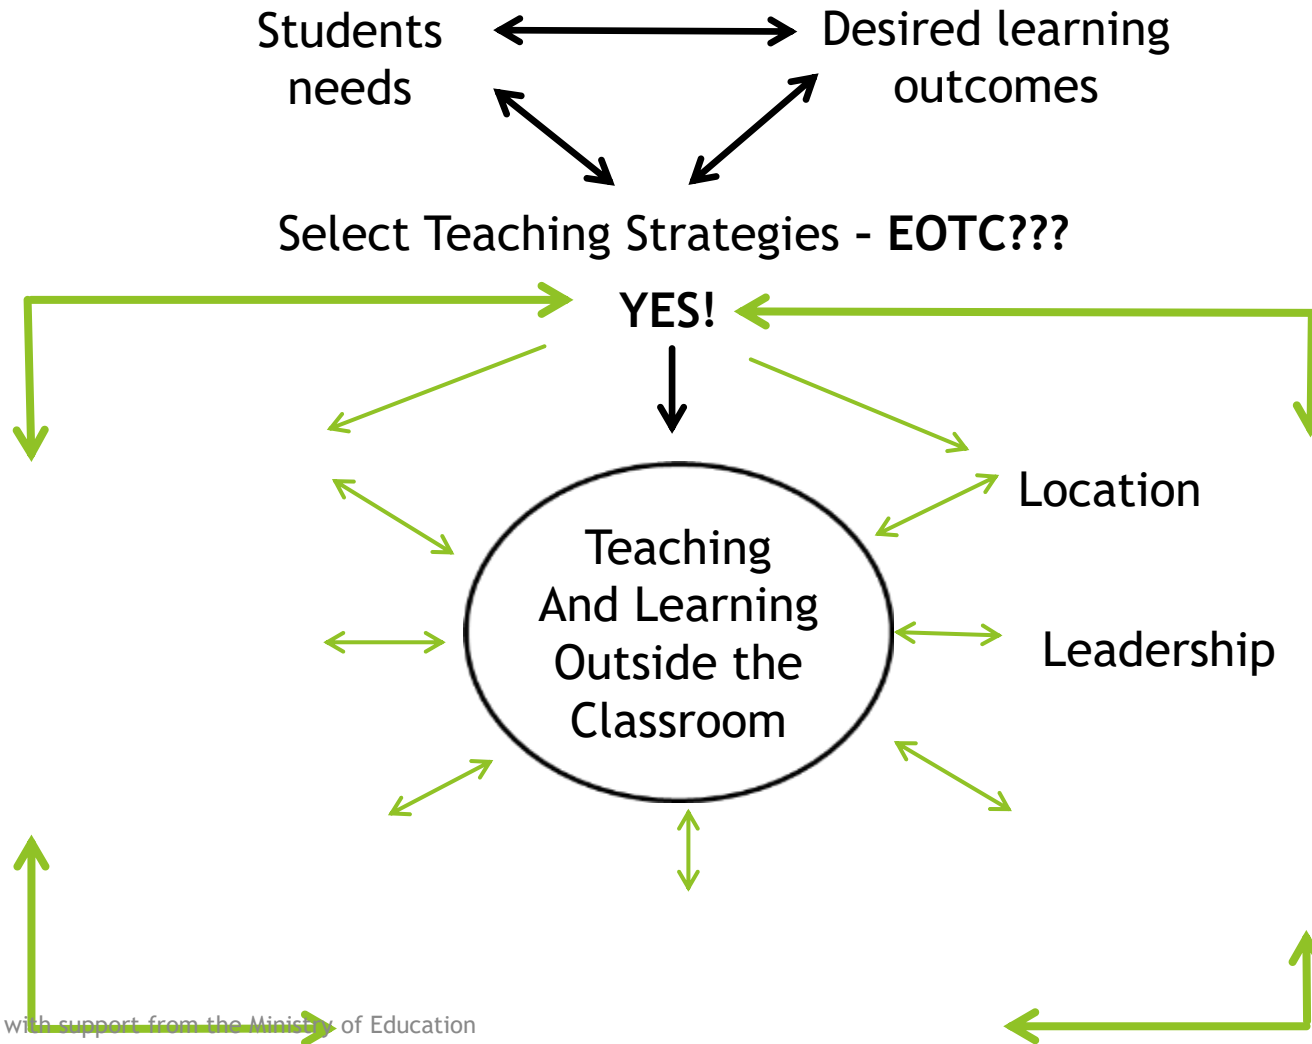 Students
needs
Desired learning
outcomes
Select Teaching Strategies – EOTC???
YES!
Location
Teaching
And Learning
Outside the
Classroom
Leadership
with support from the Ministry of Education